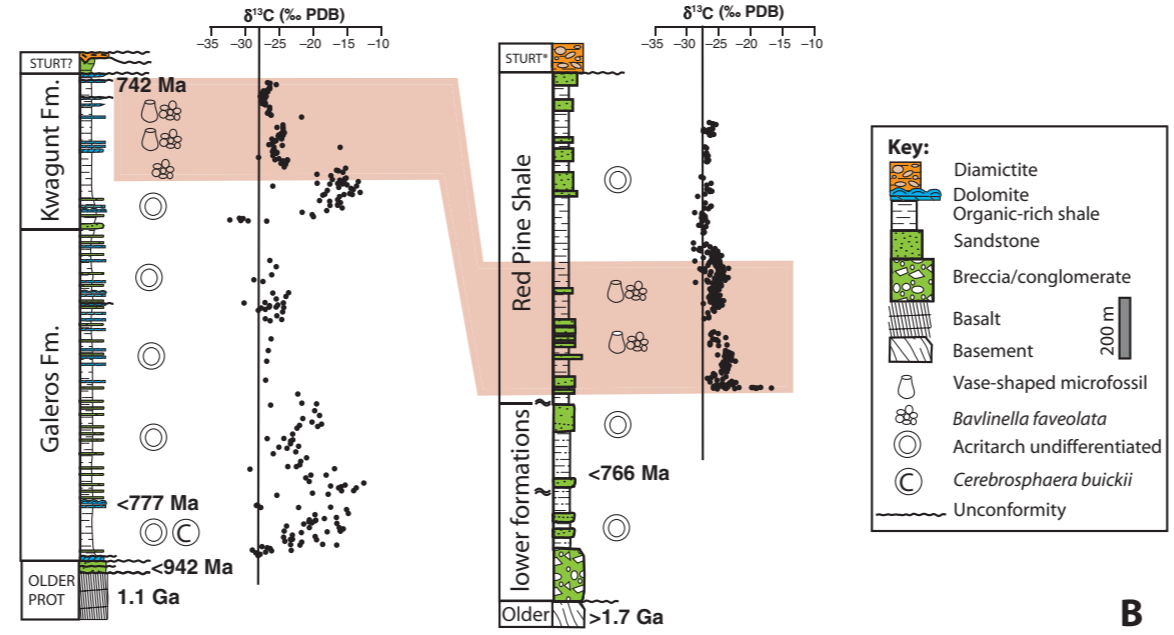 δ¹³C (‰ PDB)
−35 −30 −25 −20 −15 −10
STURT?
Kwagunt Fm.
742 Ma
Galeros Fm.
<777 Ma
C
<942 Ma
OLDER
PROT
1.1 Ga
δ¹³C (‰ PDB)
−35 −30 −25 −20 −15 −10
STURT*
Red Pine Shale
lower formations
<766 Ma
Older
>1.7 Ga
Key:
Diamictite
Dolomite
Organic-rich shale
Sandstone
Breccia/conglomerate
Basalt
200 m
Basement
Vase-shaped microfossil
Bavlinella faveolata
Acritarch undifferentiated
C Cerebrosphaera buickii
Unconformity
B